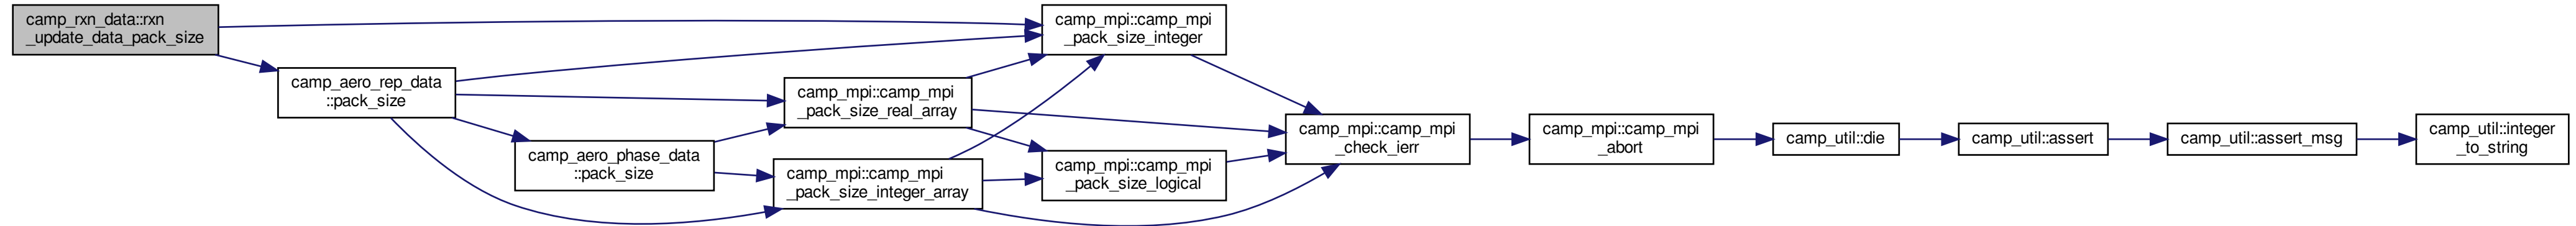 camp_rxn_data::rxn
_update_data_pack_size
camp_aero_rep_data
::pack_size
camp_aero_phase_data
::pack_size
camp_mpi::camp_mpi
_pack_size_real_array
camp_mpi::camp_mpi
_pack_size_integer_array
camp_mpi::camp_mpi
_pack_size_integer
camp_mpi::camp_mpi
_pack_size_logical
camp_mpi::camp_mpi
_check_ierr
camp_mpi::camp_mpi
_abort
camp_util::die
camp_util::assert
camp_util::assert_msg
camp_util::integer
_to_string